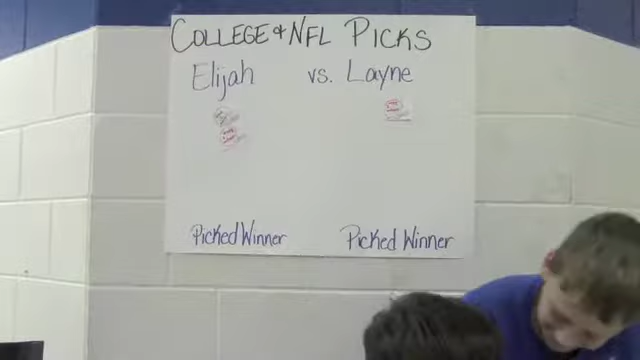 COLLEGE & NFL PICKS
Elijah vs. Layne
Picked Winner Picked Winner